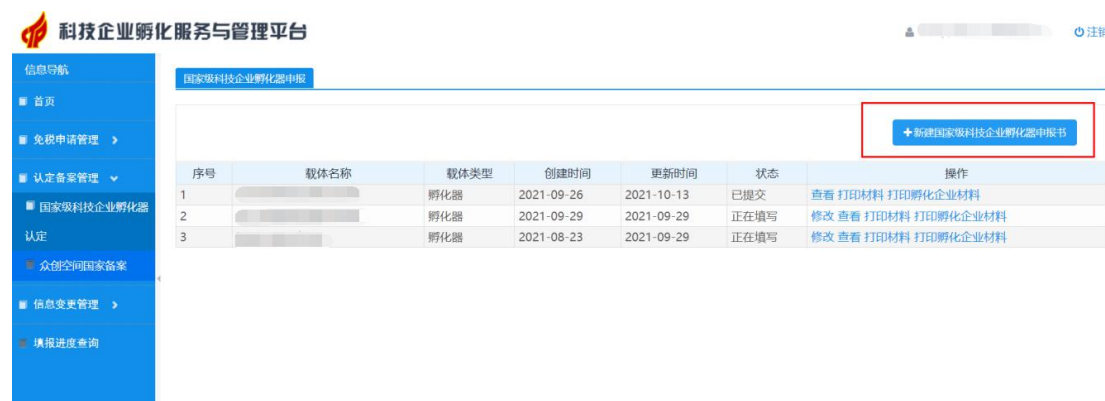 科技企业孵化服务与管理平台
注销
信息导航
国家级科技企业孵化器申报
首页
+新建国家级科技企业孵化器申报书
免税申请管理
序号 载体名称 载体类型 创建时间 更新时间 状态 操作
认定备案管理
1 孵化器 2021-09-26 2021-10-13 已提交 查看 打印材料 打印孵化企业材料
国家级科技企业孵化器
2 孵化器 2021-09-29 2021-09-29 正在填写 修改 查看 打印材料 打印孵化企业材料
认定
3 孵化器 2021-08-23 2021-09-29 正在填写 修改 查看 打印材料 打印孵化企业材料
众创空间国家备案
信息变更管理
填报进度查询